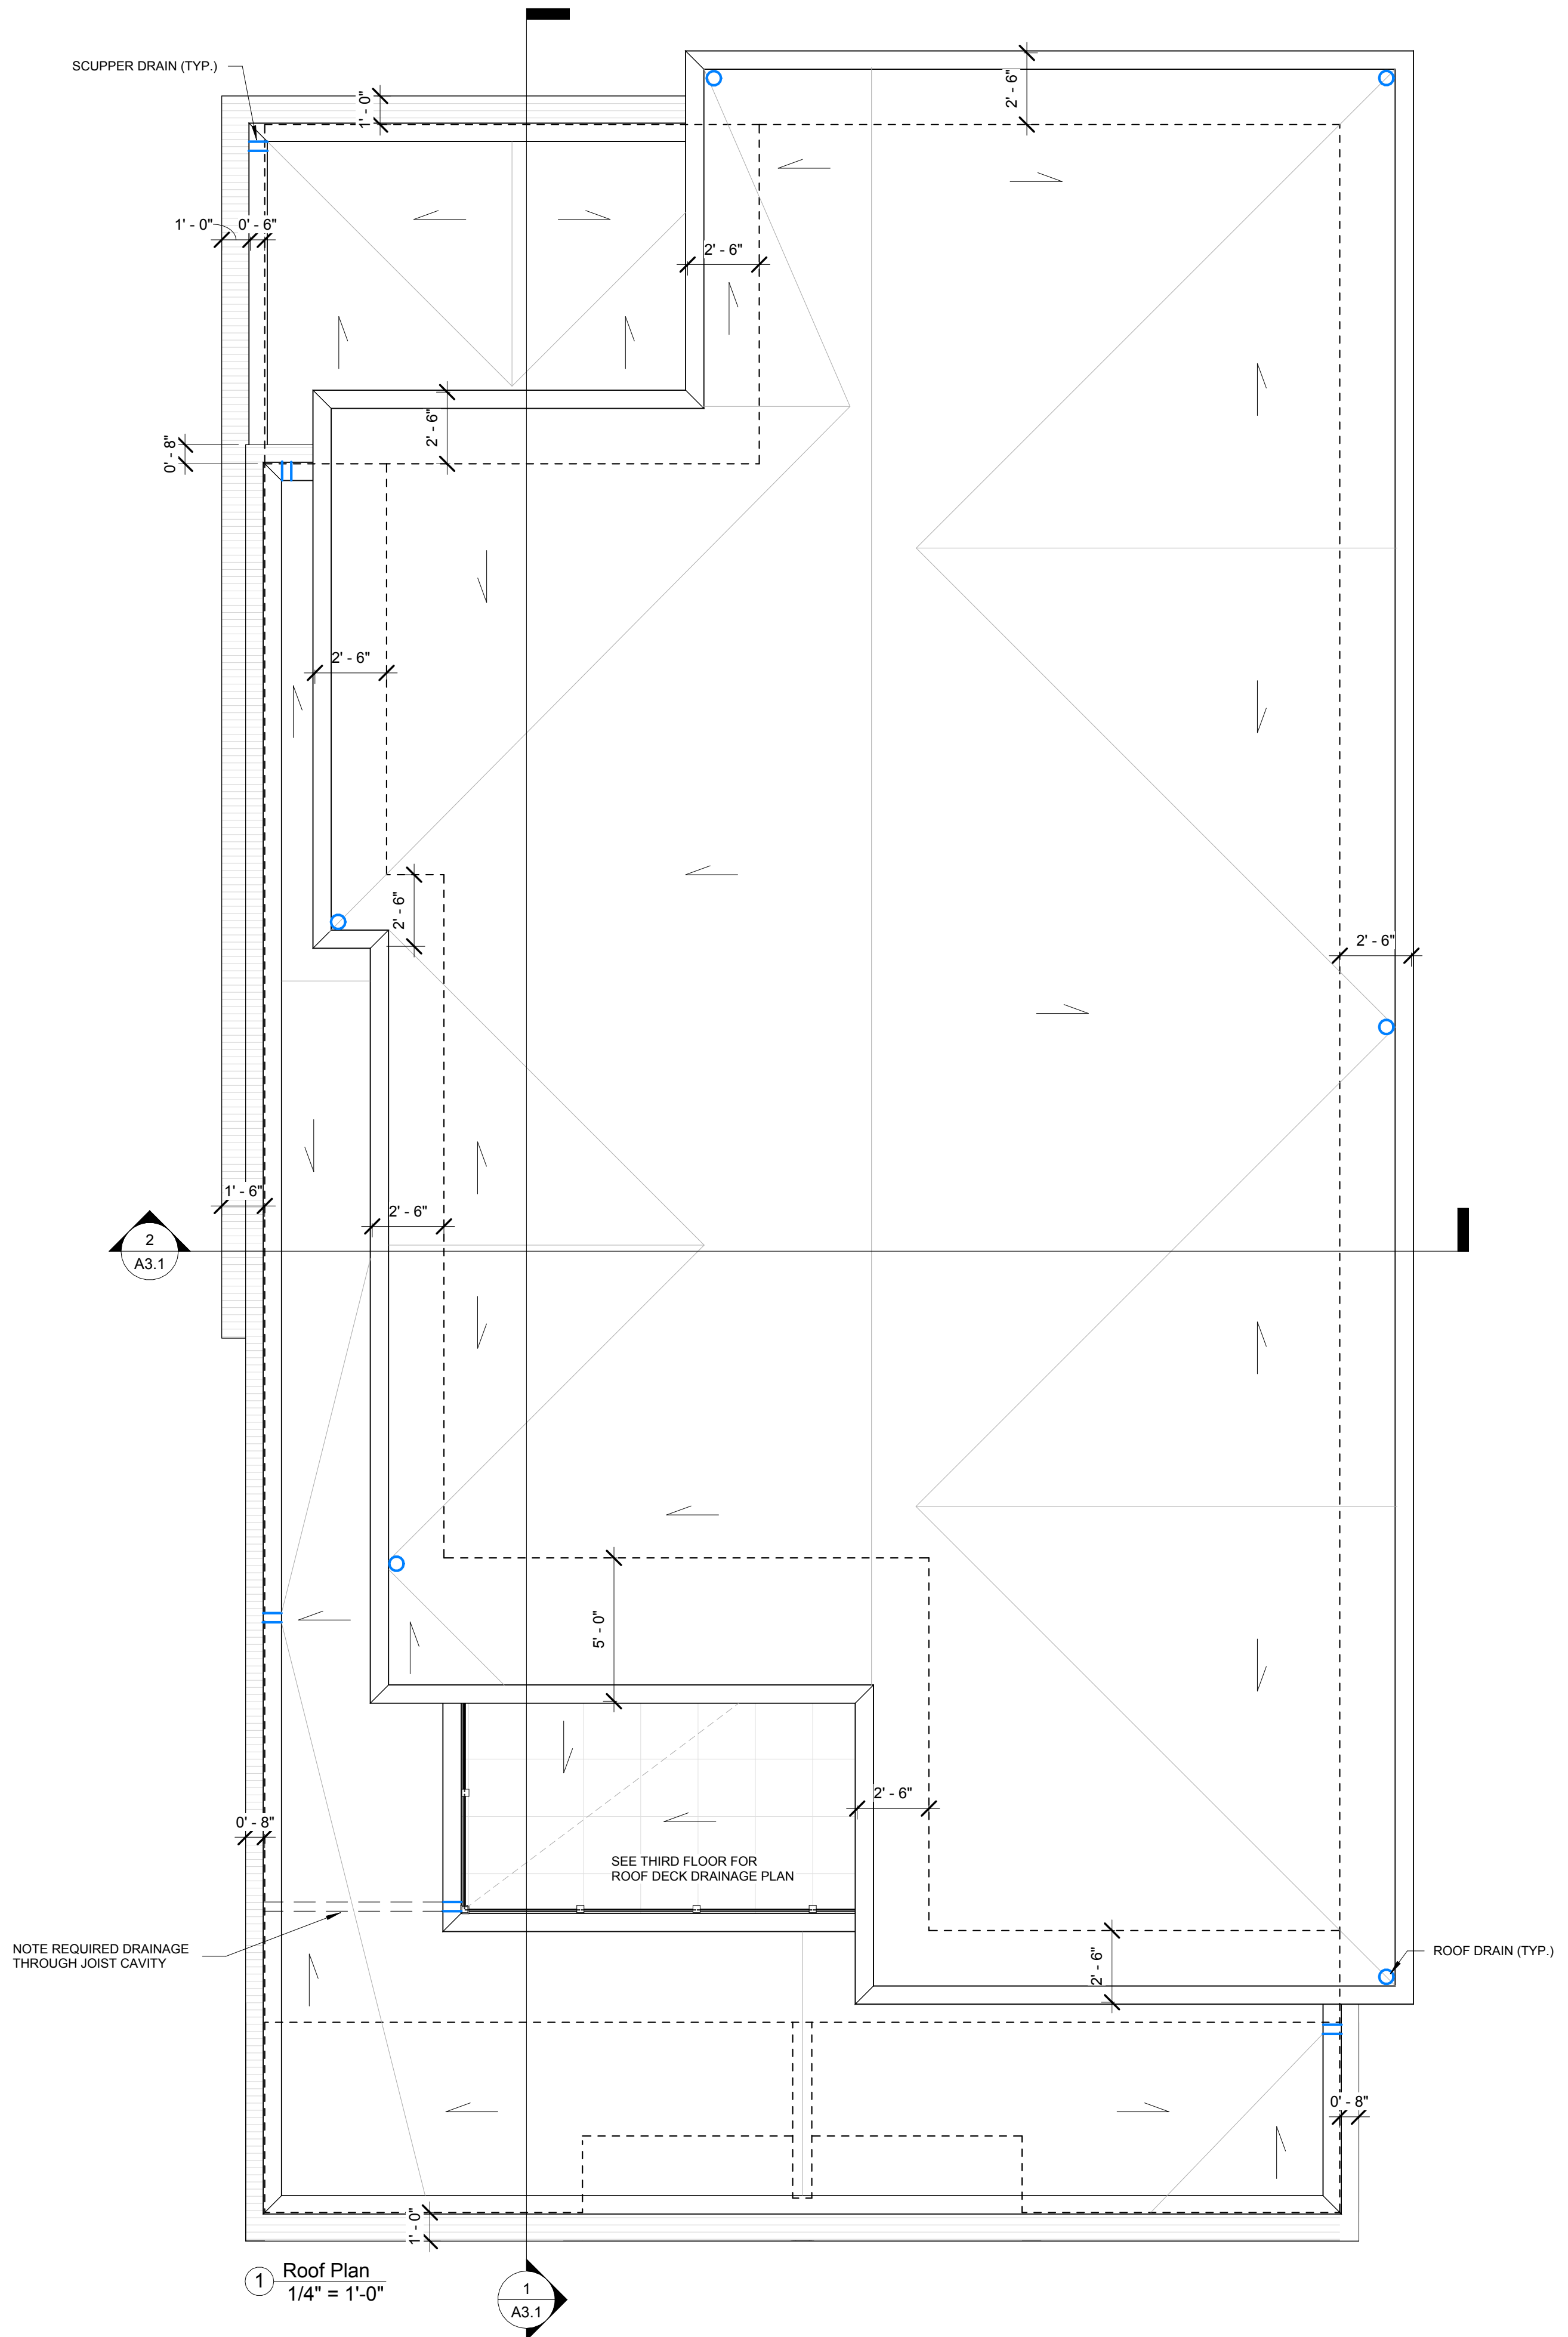 SCUPPER DRAIN (TYP.)
1' - 0"
2' - 6"
1' - 0"
0' - 6"
2' - 6"
2' - 6"
0' - 8"
2' - 6"
2' - 6"
2' - 6"
1' - 6"
2' - 6"
2
A3.1
5' - 0"
2' - 6"
0' - 8"
SEE THIRD FLOOR FOR
ROOF DECK DRAINAGE PLAN
NOTE REQUIRED DRAINAGE
THROUGH JOIST CAVITY
2' - 6"
ROOF DRAIN (TYP.)
0' - 8"
1' - 0"
1
Roof Plan
1/4" = 1'-0"
1
A3.1